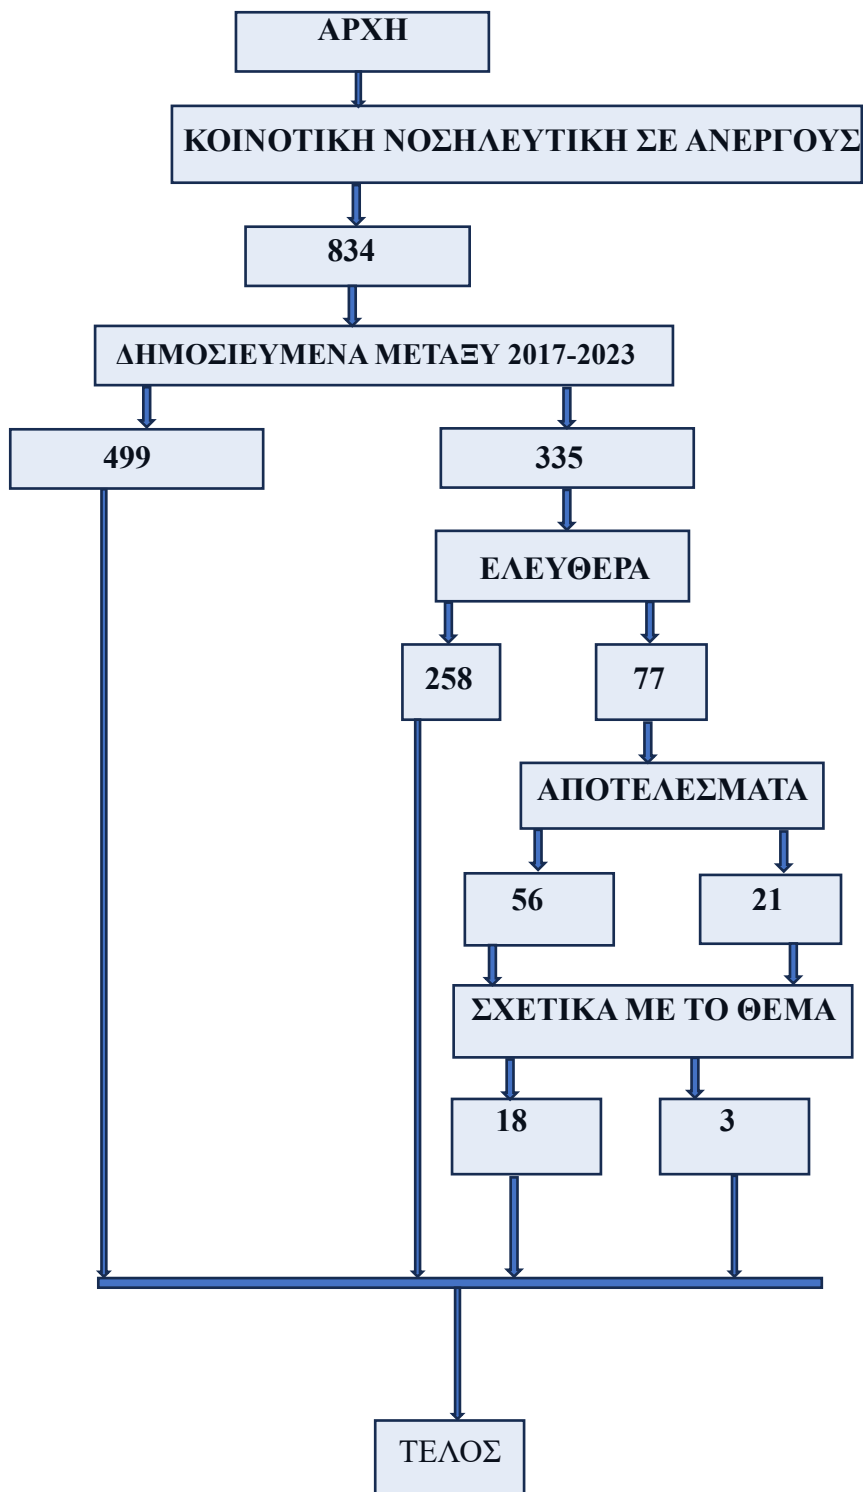 ΑΡΧΗ
ΚΟΙΝΟΤΙΚΗ ΝΟΣΗΛΕΥΤΙΚΗ ΣΕ ΑΝΕΡΓΟΥΣ
834
ΔΗΜΟΣΙΕΥΜΕΝΑ ΜΕΤΑΞΥ 2017-2023
499
335
ΕΛΕΥΘΕΡΑ
258
77
ΑΠΟΤΕΛΕΣΜΑΤΑ
56
21
ΣΧΕΤΙΚΑ ΜΕ ΤΟ ΘΕΜΑ
18
3
ΤΕΛΟΣ